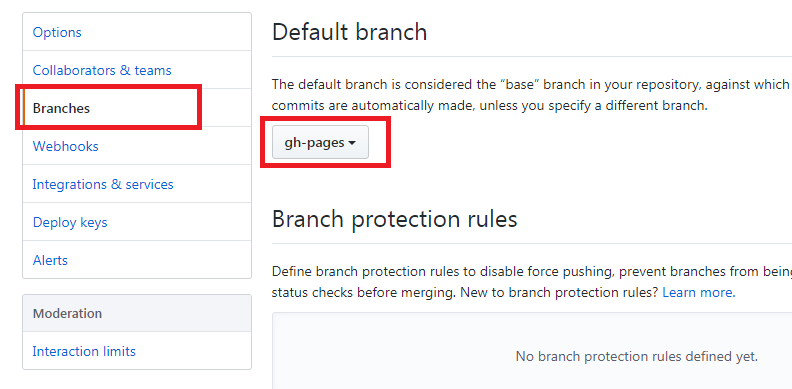 Options
Collaborators & teams
Branches
Webhooks
Integrations & services
Deploy keys
Alerts
Moderation
Interaction limits
Default branch
The default branch is considered the “base” branch in your repository, against which
commits are automatically made, unless you specify a different branch.
gh-pages
Branch protection rules
Define branch protection rules to disable force pushing, prevent branches from being
status checks before merging. New to branch protection rules? Learn more.
No branch protection rules defined yet.